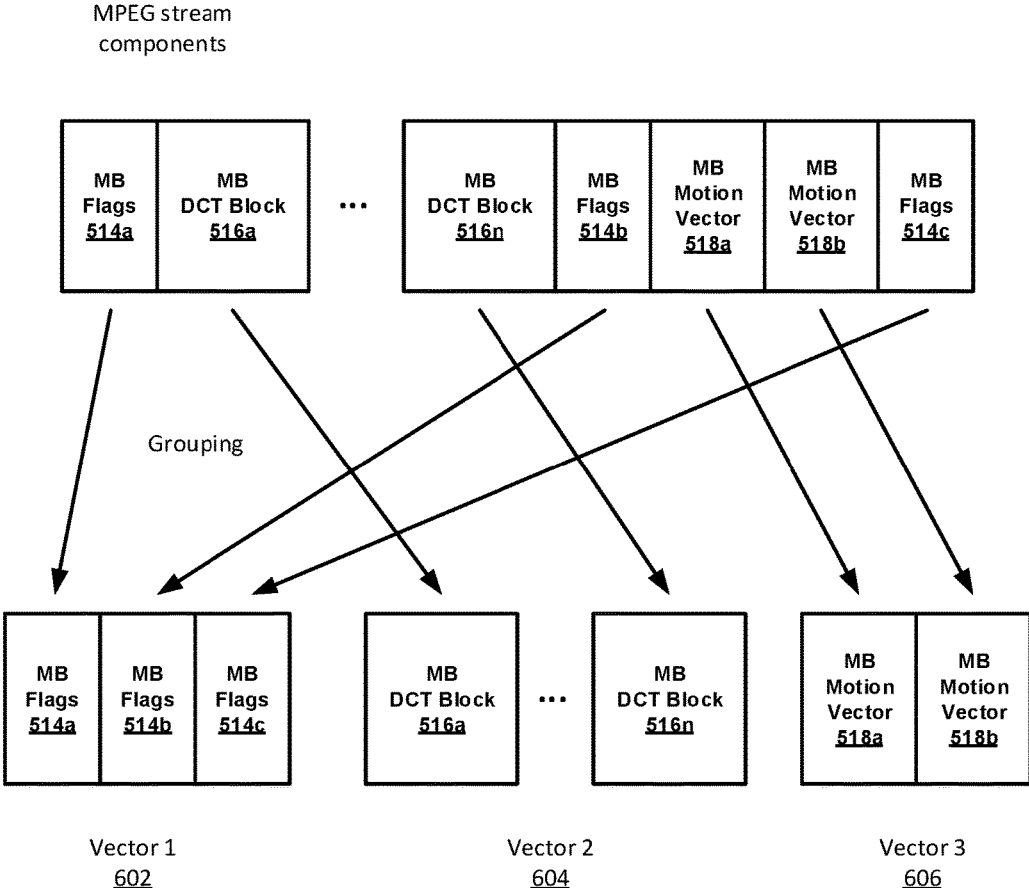 MPEG stream
components
MB
Flags
514a
MB
DCT Block
516a
...
MB
DCT Block
516n
MB
Flags
514b
MB
Motion
Vector
518a
MB
Motion
Vector
518b
MB
Flags
514c
Grouping
MB
Flags
514a
MB
Flags
514b
MB
Flags
514c
MB
DCT Block
516a
...
MB
DCT Block
516n
MB
Motion
Vector
518a
MB
Motion
Vector
518b
Vector 1
602
Vector 2
604
Vector 3
606